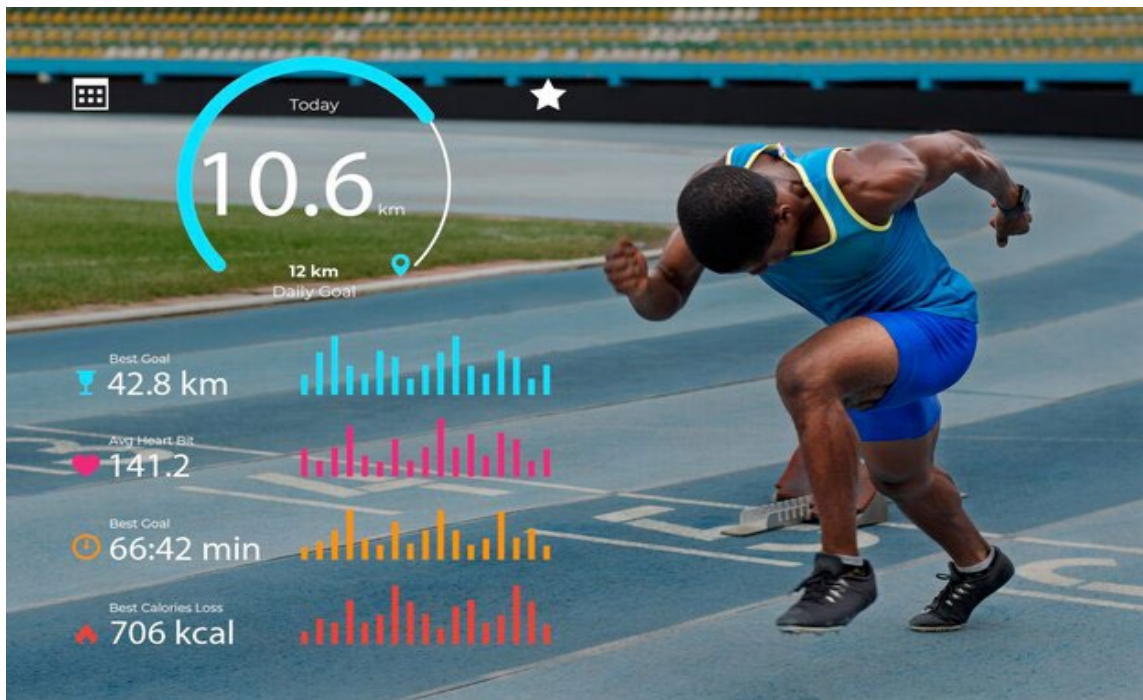 Today
10.6 km
12 km
Daily Goal
Best Goal
42.8 km
Avg Heart Bit
141.2
Best Goal
66:42 min
Best Calories Loss
706 kcal
5